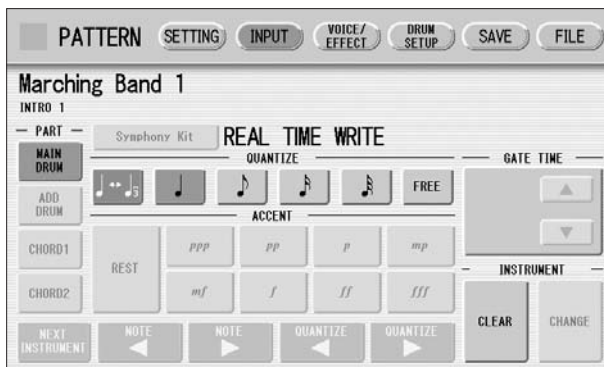 PATTERN SETTING INPUT VOICE/ EFFECT DRUM SETUP SAVE FILE
Marching Band 1
INTRO 1
PART Symphony Kit REAL TIME WRITE
MAIN DRUM
QUANTIZE
GATE TIME
3 FREE
ADD DRUM
ACCENT
CHORD1
REST ppp pp p mp
INSTRUMENT
CHORD2
mf f ff fff
CLEAR CHANGE
NEXT INSTRUMENT NOTE NOTE QUANTIZE QUANTIZE